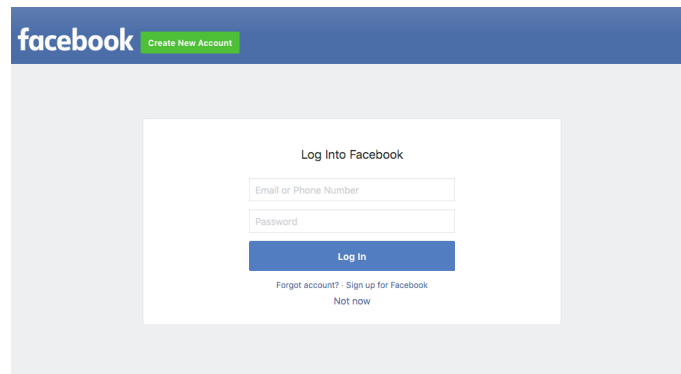 facebook Create New Account
Log Into Facebook
Email or Phone Number
Password
Log In
Forgot account? · Sign up for Facebook
Not now